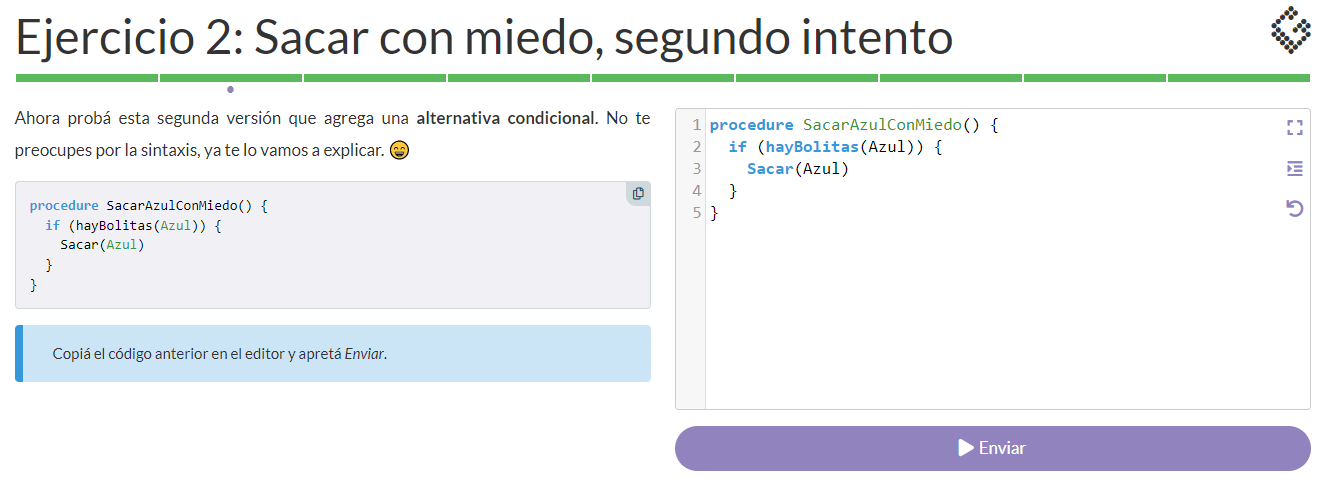 Ejercicio 2: Sacar con miedo, segundo intento
Ahora probá esta segunda versión que agrega una alternativa condicional. No te
preocupes por la sintaxis, ya te lo vamos a explicar. 😄
procedure SacarAzulConMiedo() {
  if (hayBolitas(Azul)) {
    Sacar(Azul)
  }
}
Copiá el código anterior en el editor y apretá Enviar.
1 procedure SacarAzulConMiedo() {
2   if (hayBolitas(Azul)) {
3     Sacar(Azul)
4   }
5 }
Enviar